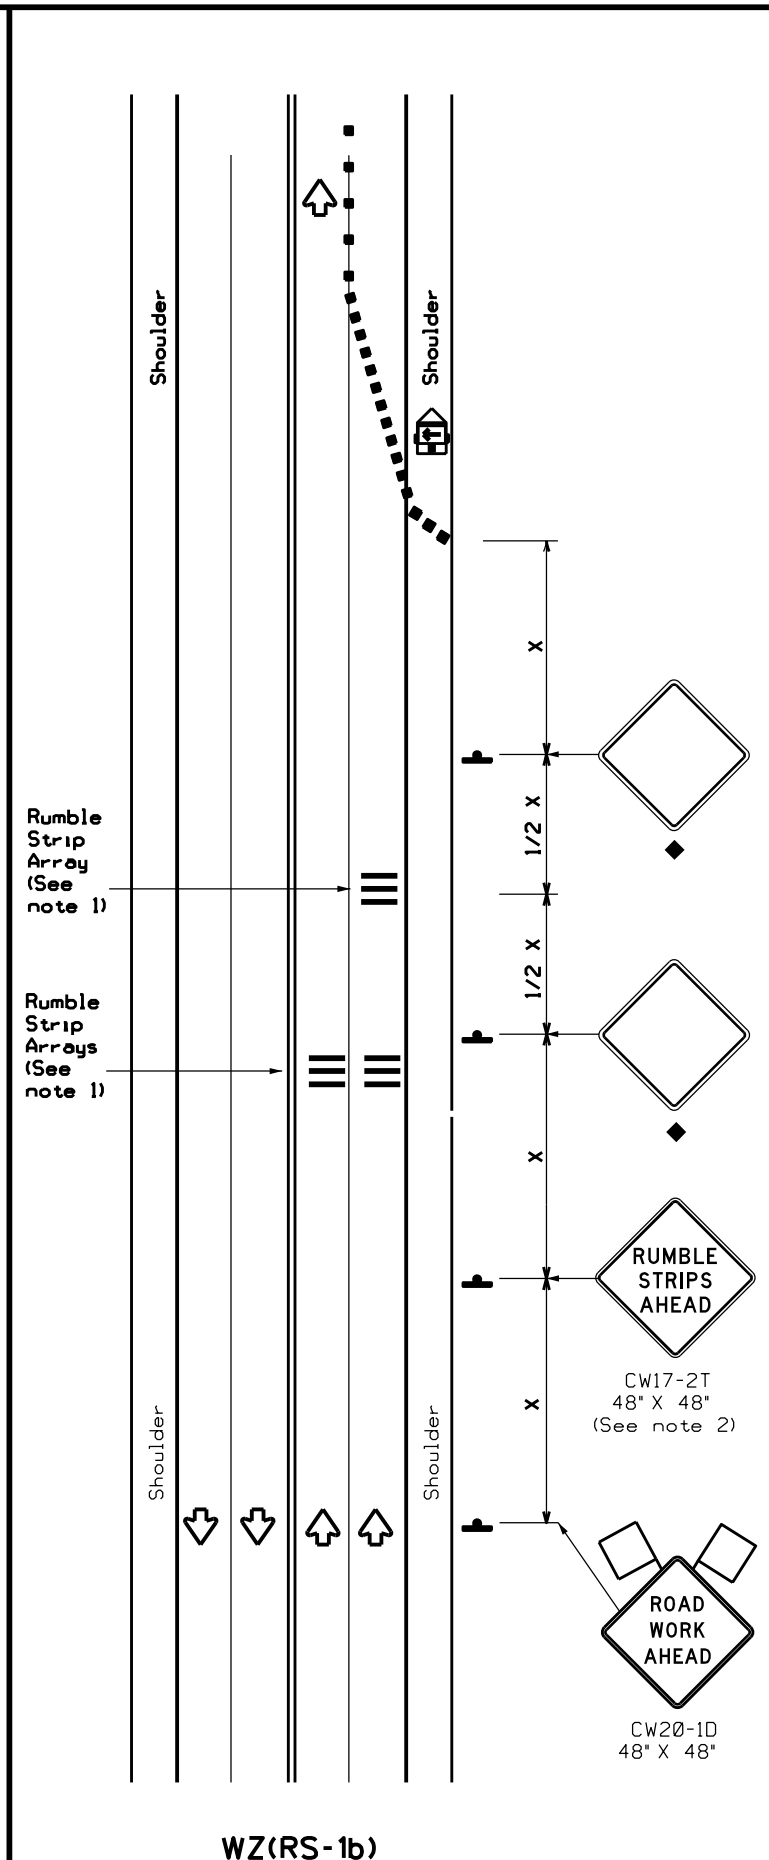 Shoulder
Shoulder
X
1/2 X
Rumble
Strip
Array
(See
note 1)
1/2 X
Rumble
Strip
Arrays
(See
note 1)
X
RUMBLE
STRIPS
AHEAD
CW17-2T
48" X 48"
(See note 2)
X
Shoulder
Shoulder
ROAD
WORK
AHEAD
CW20-1D
48" X 48"
WZ(RS-1b)